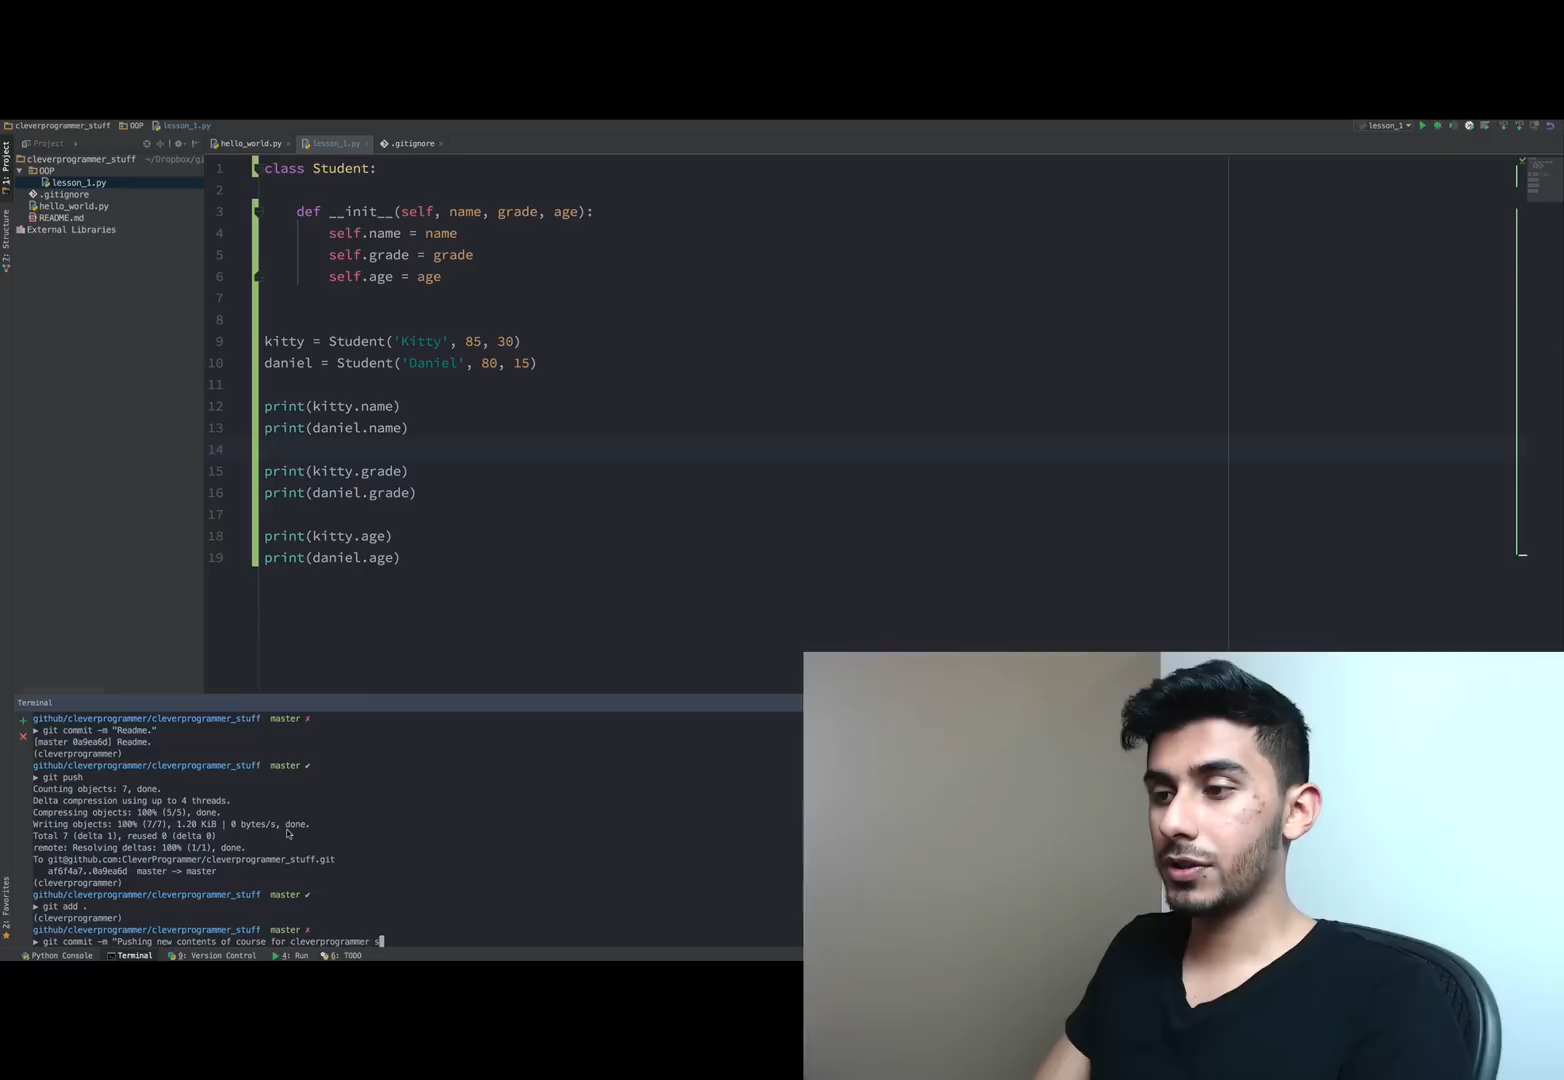 cleverprogrammer_stuff OOP lesson_1.py
lesson_1
1: Project
7: Structure
2: Favorites
Project
cleverprogrammer_stuff ~/Dropbox/gi
OOP
lesson_1.py
.gitignore
hello_world.py
README.md
External Libraries
hello_world.py lesson_1.py .gitignore
1 class Student:
2
3 def __init__(self, name, grade, age):
4 self.name = name
5 self.grade = grade
6 self.age = age
7
8
9 kitty = Student('Kitty', 85, 30)
10 daniel = Student('Daniel', 80, 15)
11
12 print(kitty.name)
13 print(daniel.name)
14
15 print(kitty.grade)
16 print(daniel.grade)
17
18 print(kitty.age)
19 print(daniel.age)
Terminal
github/cleverprogrammer/cleverprogrammer_stuff master ✗
▶ git commit -m "Readme."
[master 0a9ea6d] Readme.
(cleverprogrammer)
github/cleverprogrammer/cleverprogrammer_stuff master ✔
▶ git push
Counting objects: 7, done.
Delta compression using up to 4 threads.
Compressing objects: 100% (5/5), done.
Writing objects: 100% (7/7), 1.20 KiB | 0 bytes/s, done.
Total 7 (delta 1), reused 0 (delta 0)
remote: Resolving deltas: 100% (1/1), done.
To git@github.com:CleverProgrammer/cleverprogrammer_stuff.git
af6f4a7..0a9ea6d master -> master
(cleverprogrammer)
github/cleverprogrammer/cleverprogrammer_stuff master ✔
▶ git add .
(cleverprogrammer)
github/cleverprogrammer/cleverprogrammer_stuff master ✗
▶ git commit -m "Pushing new contents of course for cleverprogrammer s
Python Console Terminal 9: Version Control 4: Run 6: TODO